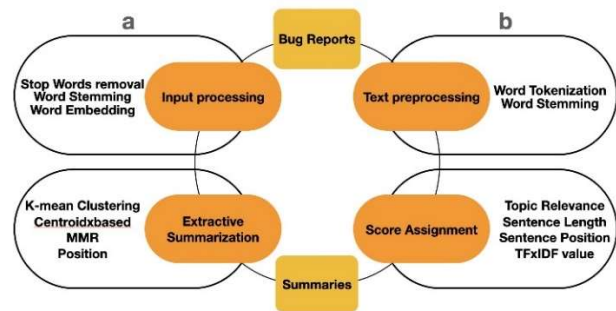 a
b
Bug Reports
Stop Words removal
Word Stemming
Word Embedding
Input processing
Text preprocessing
Word Tokenization
Word Stemming
K-mean Clustering
Centroidxbased
MMR
Position
Extractive
Summarization
Score Assignment
Topic Relevance
Sentence Length
Sentence Position
TFxIDF value
Summaries